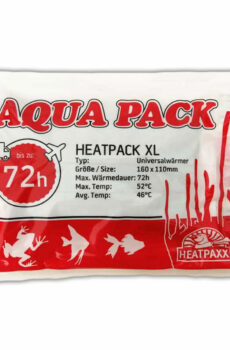 AQUA PACK
bis zu:
72h
HEATPACK XL
Typ: Universalwärmer
Größe / Size: 160 x 110mm
Max. Wärmedauer: 72h
Max. Temp: 52°C
Avg. Temp: 46°C
HEATPAXX